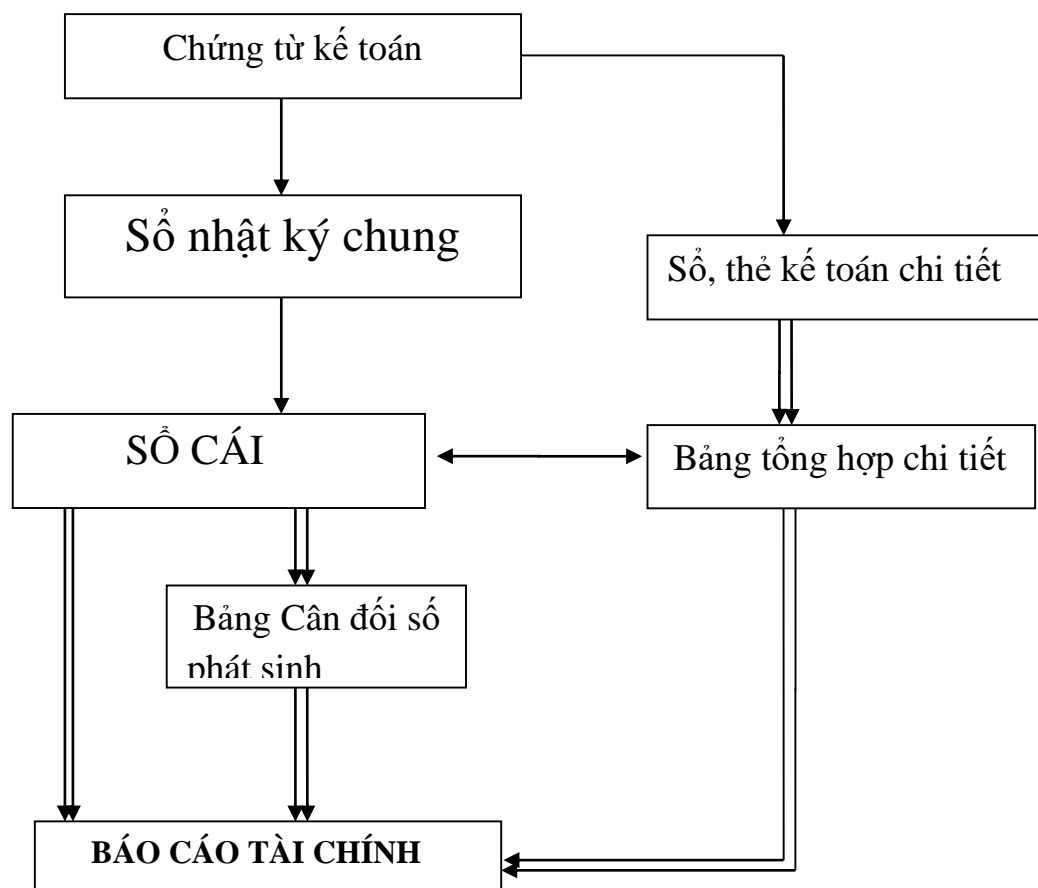 Chứng từ kế toán
Sổ nhật ký chung
Sổ, thẻ kế toán chi tiết
SỔ CÁI
Bảng tổng hợp chi tiết
Bảng Cân đối số
phát sinh
BÁO CÁO TÀI CHÍNH